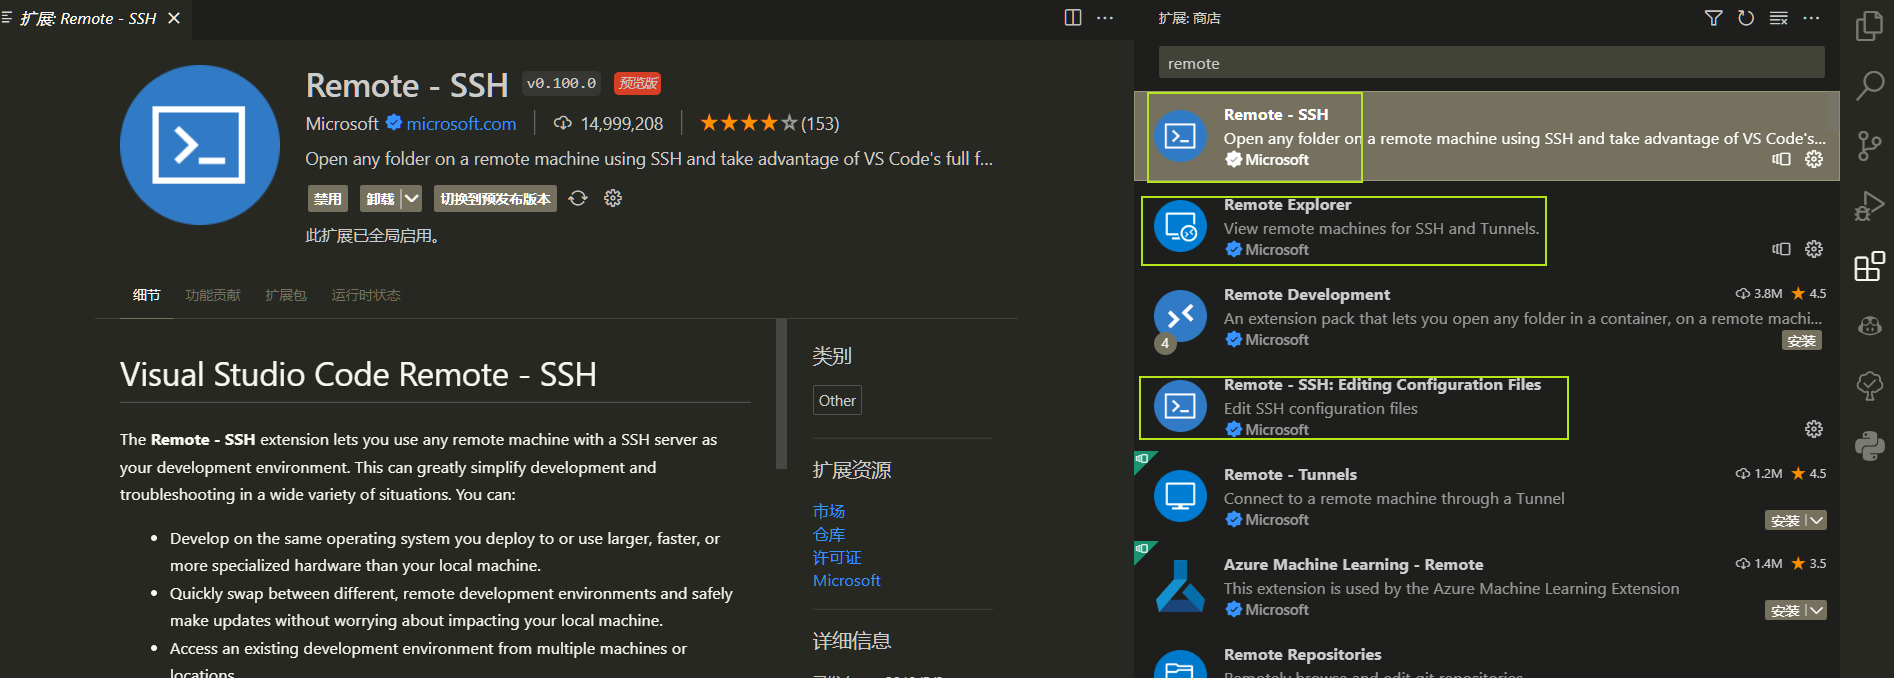 扩展: Remote - SSH
Remote - SSH v0.100.0 预览版
Microsoft microsoft.com 14,999,208 (153)
Open any folder on a remote machine using SSH and take advantage of VS Code's full f...
禁用 卸载 切换到预发布版本
此扩展已全局启用。
细节 功能贡献 扩展包 运行时状态
Visual Studio Code Remote - SSH
The Remote - SSH extension lets you use any remote machine with a SSH server as
your development environment. This can greatly simplify development and
troubleshooting in a wide variety of situations. You can:
• Develop on the same operating system you deploy to or use larger, faster, or
more specialized hardware than your local machine.
• Quickly swap between different, remote development environments and safely
make updates without worrying about impacting your local machine.
• Access an existing development environment from multiple machines or
locations.
类别
Other
扩展资源
市场
仓库
许可证
Microsoft
详细信息
扩展: 商店
remote
Remote - SSH
Open any folder on a remote machine using SSH and take advantage of VS Code's...
Microsoft
Remote Explorer
View remote machines for SSH and Tunnels.
Microsoft
Remote Development 3.8M 4.5
An extension pack that lets you open any folder in a container, on a remote machi...
4 Microsoft 安装
Remote - SSH: Editing Configuration Files
Edit SSH configuration files
Microsoft
Remote - Tunnels 1.2M 4.5
Connect to a remote machine through a Tunnel
Microsoft 安装
Azure Machine Learning - Remote 1.4M 3.5
This extension is used by the Azure Machine Learning Extension
Microsoft 安装
Remote Repositories
Remotely browse and edit git repositories